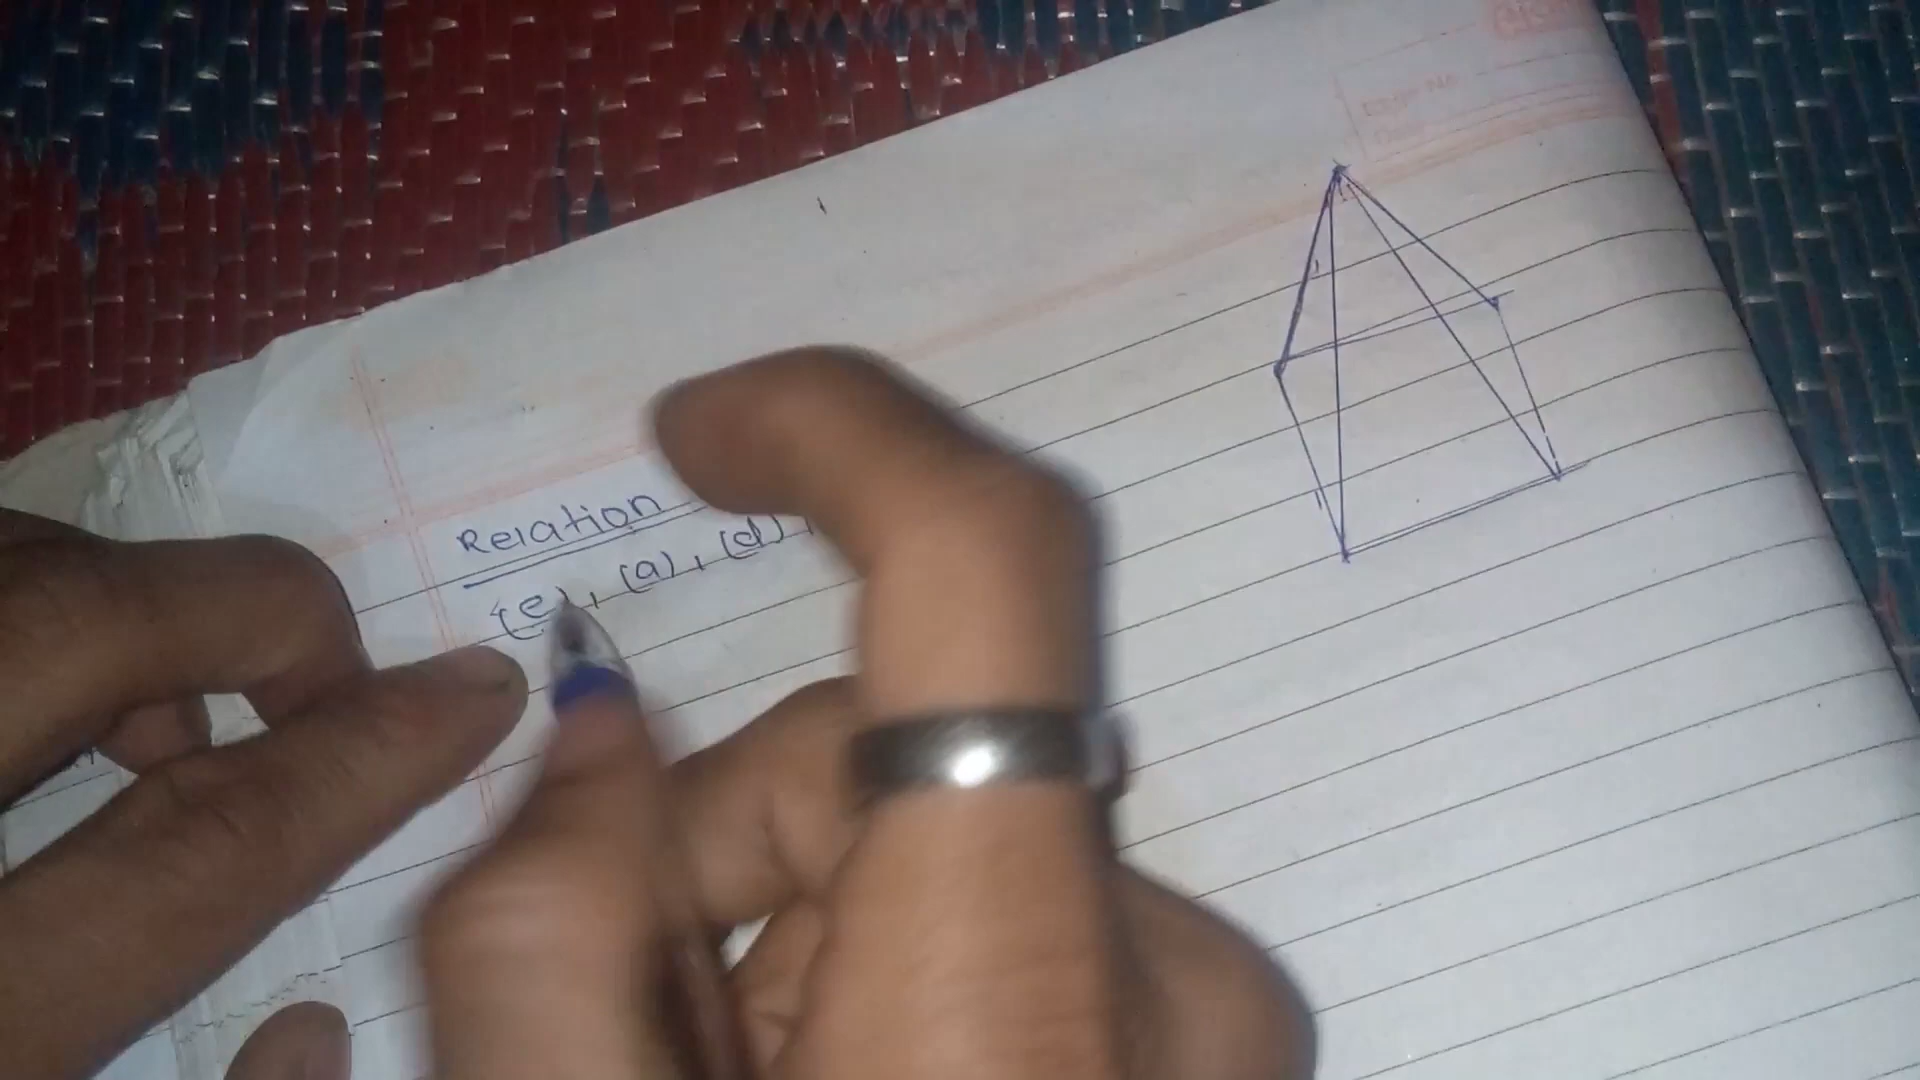 Relation
(e), (a), (d),